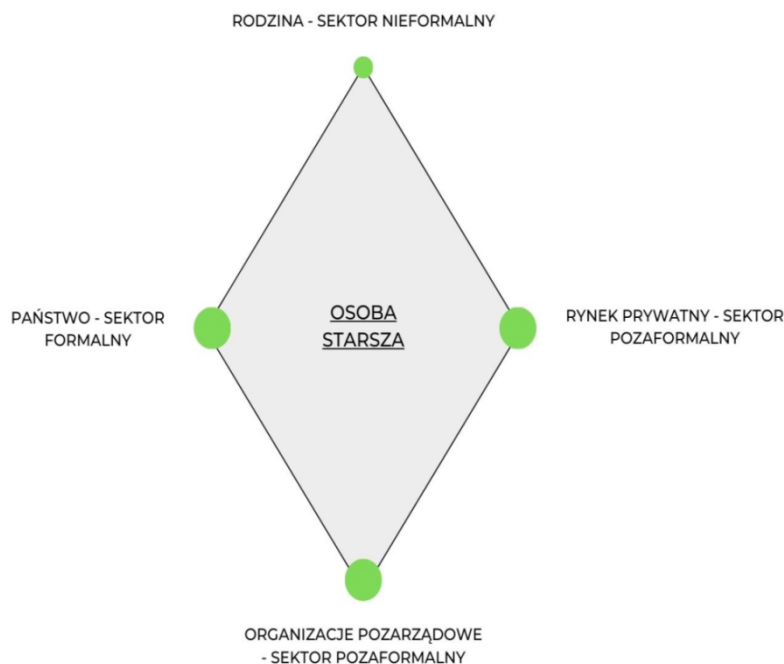 RODZINA - SEKTOR NIEFORMALNY
PAŃSTWO - SEKTOR
FORMALNY
OSOBA
STARSZA
RYNEK PRYWATNY - SEKTOR
POZAFORMALNY
ORGANIZACJE POZARZĄDOWE
- SEKTOR POZAFORMALNY